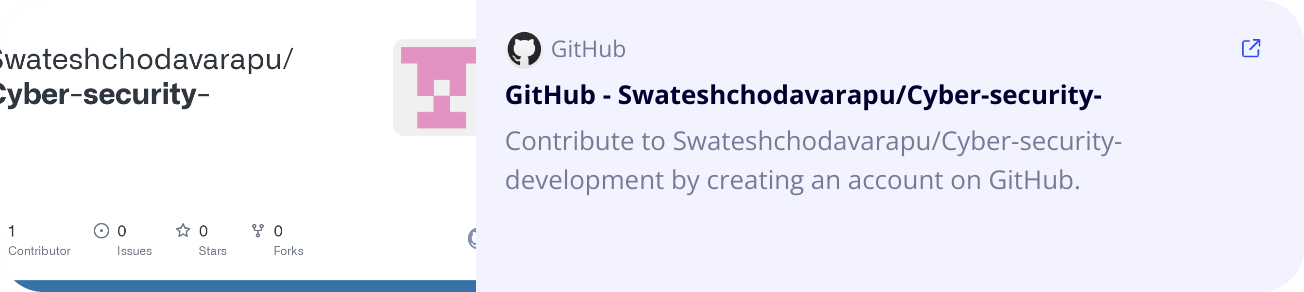 Swateshchodavarapu/
Cyber-security-
1
Contributor
0
Issues
0
Stars
0
Forks
GitHub
GitHub - Swateshchodavarapu/Cyber-security-
Contribute to Swateshchodavarapu/Cyber-security-
development by creating an account on GitHub.